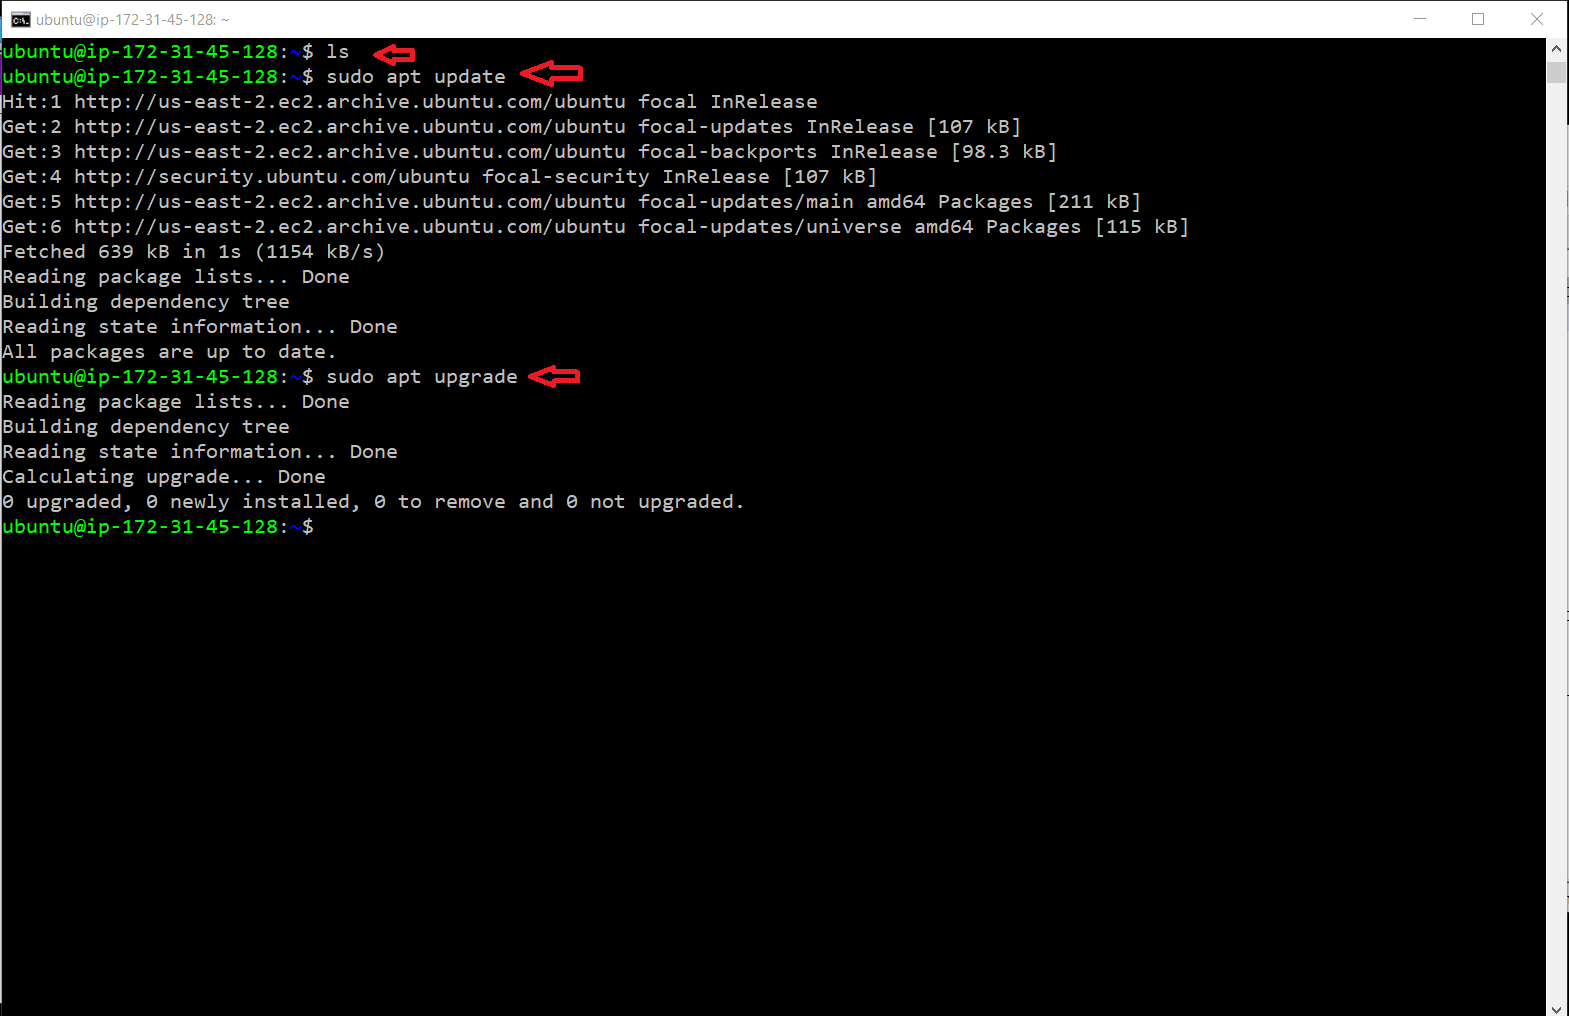 ubuntu@ip-172-31-45-128: ~
ubuntu@ip-172-31-45-128:~$ ls
ubuntu@ip-172-31-45-128:~$ sudo apt update
Hit:1 http://us-east-2.ec2.archive.ubuntu.com/ubuntu focal InRelease
Get:2 http://us-east-2.ec2.archive.ubuntu.com/ubuntu focal-updates InRelease [107 kB]
Get:3 http://us-east-2.ec2.archive.ubuntu.com/ubuntu focal-backports InRelease [98.3 kB]
Get:4 http://security.ubuntu.com/ubuntu focal-security InRelease [107 kB]
Get:5 http://us-east-2.ec2.archive.ubuntu.com/ubuntu focal-updates/main amd64 Packages [211 kB]
Get:6 http://us-east-2.ec2.archive.ubuntu.com/ubuntu focal-updates/universe amd64 Packages [115 kB]
Fetched 639 kB in 1s (1154 kB/s)
Reading package lists... Done
Building dependency tree
Reading state information... Done
All packages are up to date.
ubuntu@ip-172-31-45-128:~$ sudo apt upgrade
Reading package lists... Done
Building dependency tree
Reading state information... Done
Calculating upgrade... Done
0 upgraded, 0 newly installed, 0 to remove and 0 not upgraded.
ubuntu@ip-172-31-45-128:~$